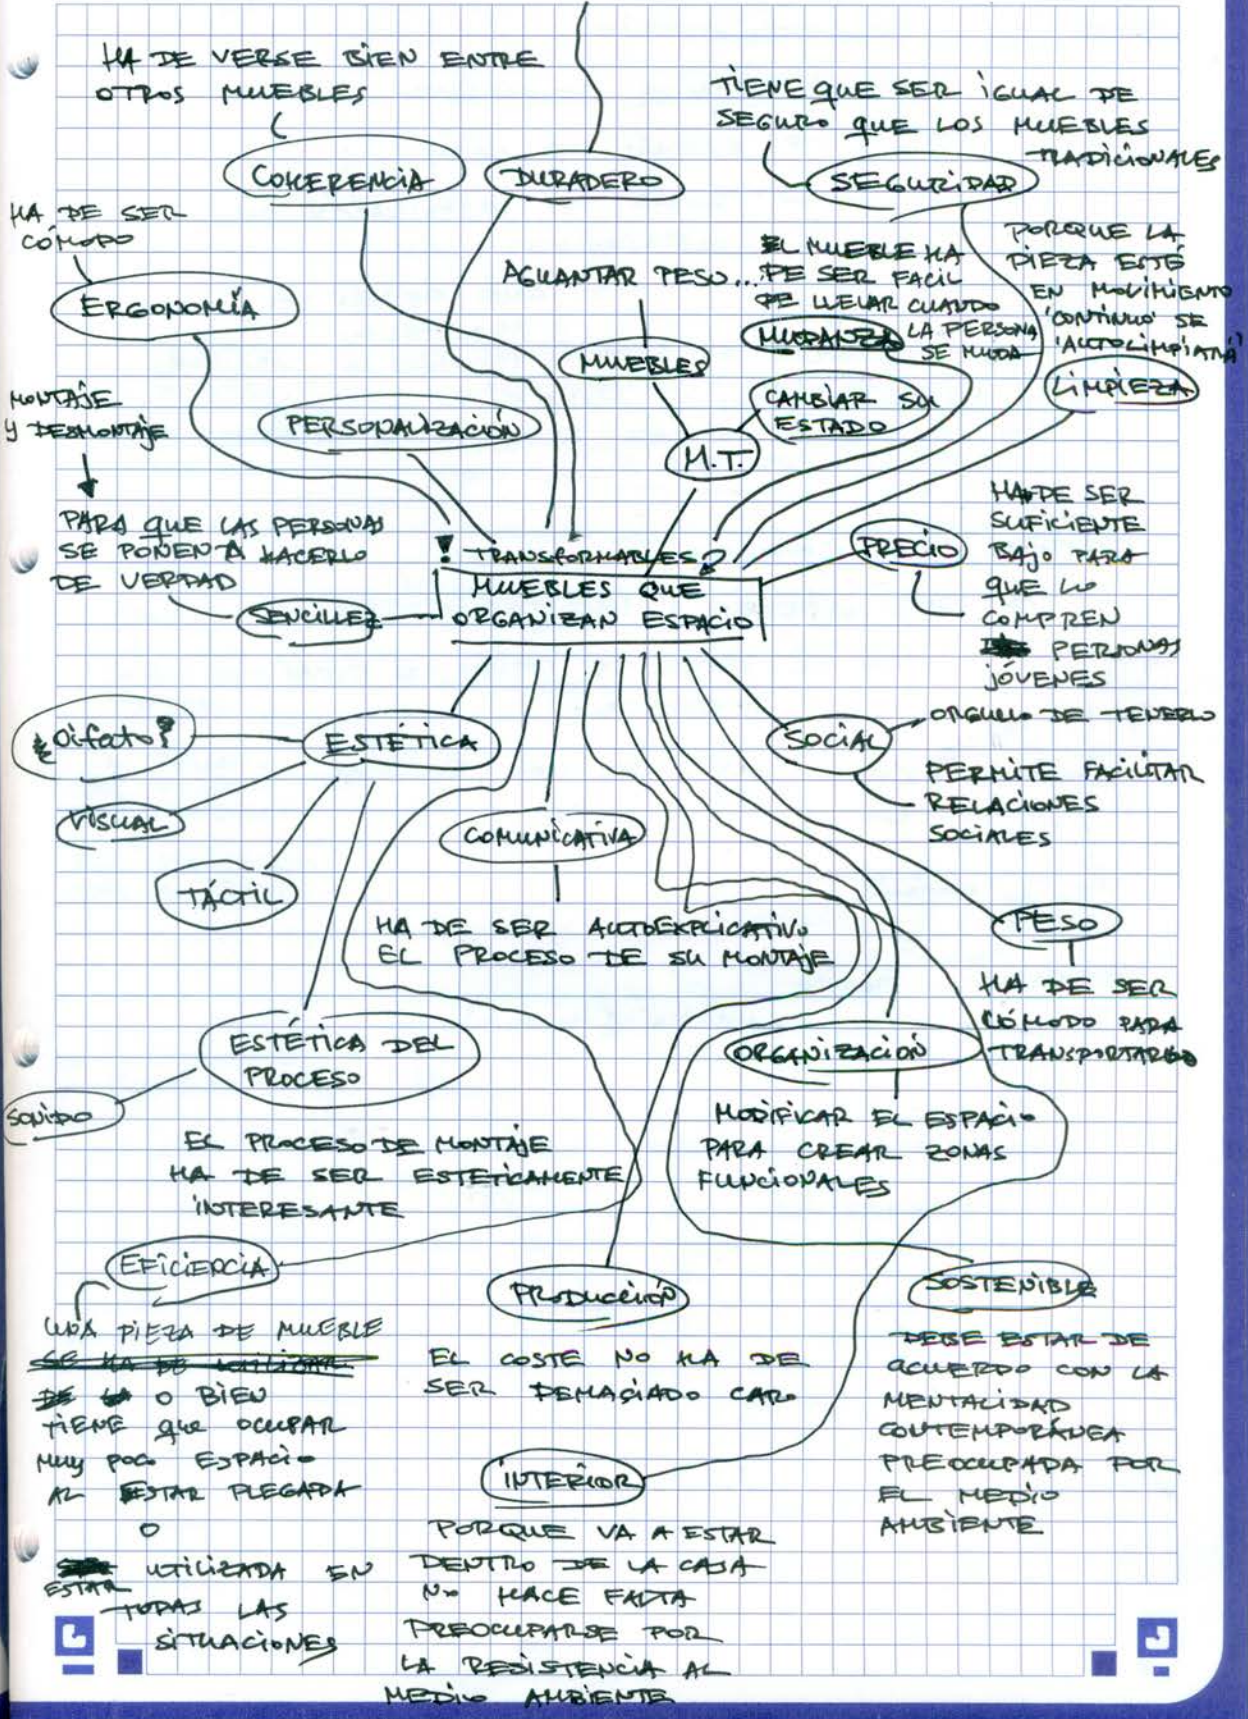 HA DE VERSE BIEN ENTRE
OTROS MUEBLES
COHERENCIA
DURADERO
TIENE QUE SER IGUAL DE
SEGURO QUE LOS MUEBLES
TRADICIONALES
SEGURIDAD
HA DE SER
CÓMODO
ERGONOMÍA
AGUANTAR PESO...
MUEBLES
EL MUEBLE HA
DE SER FACIL
DE LLEVAR CUANDO
LA PERSONA
SE MUDA
MUDANZA
PORQUE LA
PIEZA ESTÉ
EN MOVIMIENTO
'CONTINUO' SE
'AUTOLIMPIARÁ'
LIMPIEZA
MONTAJE
Y DESMONTAJE
PERSONALIZACIÓN
CAMBIAR SU
ESTADO
M.T.
PARA QUE LAS PERSONAS
SE PONEN A HACERLO
DE VERDAD
SENCILLEZ
! TRANSFORMABLES?
MUEBLES QUE
ORGANIZAN ESPACIO
PRECIO
HA DE SER
SUFICIENTE
BAJO PARA
QUE LO
COMPREN
PERSONAS
JÓVENES
¿Olfacto?
ESTÉTICA
VISUAL
TÁCTIL
COMUNICATIVA
HA DE SER AUTOEXPLICATIVO
EL PROCESO DE SU MONTAJE
SOCIAL
ORGULLO DE TENERLO
PERMITE FACILITAR
RELACIONES
SOCIALES
PESO
HA DE SER
CÓMODO PARA
TRANSPORTARLO
ESTÉTICA DEL
PROCESO
SONIDO
EL PROCESO DE MONTAJE
HA DE SER ESTETICAMENTE
INTERESANTE
ORGANIZACIÓN
MODIFICAR EL ESPACIO
PARA CREAR ZONAS
FUNCIONALES
EFICIENCIA
UNA PIEZA DE MUEBLE
SE HA DE UTILIZAR
DE LA O BIEN
TIENE QUE OCUPAR
MUY POCO ESPACIO
AL ESTAR PLEGADA
O
ESTAR UTILIZADA EN
TODAS LAS
SITUACIONES
PRODUCCIÓN
EL COSTE NO HA DE
SER DEMASIADO CARO
INTERIOR
PORQUE VA A ESTAR
DENTRO DE LA CASA
NO HACE FALTA
PREOCUPARSE POR
LA RESISTENCIA AL
MEDIO AMBIENTE
SOSTENIBLE
DEBE ESTAR DE
ACUERDO CON LA
MENTALIDAD
CONTEMPORÁNEA
PREOCUPADA POR
EL MEDIO
AMBIENTE